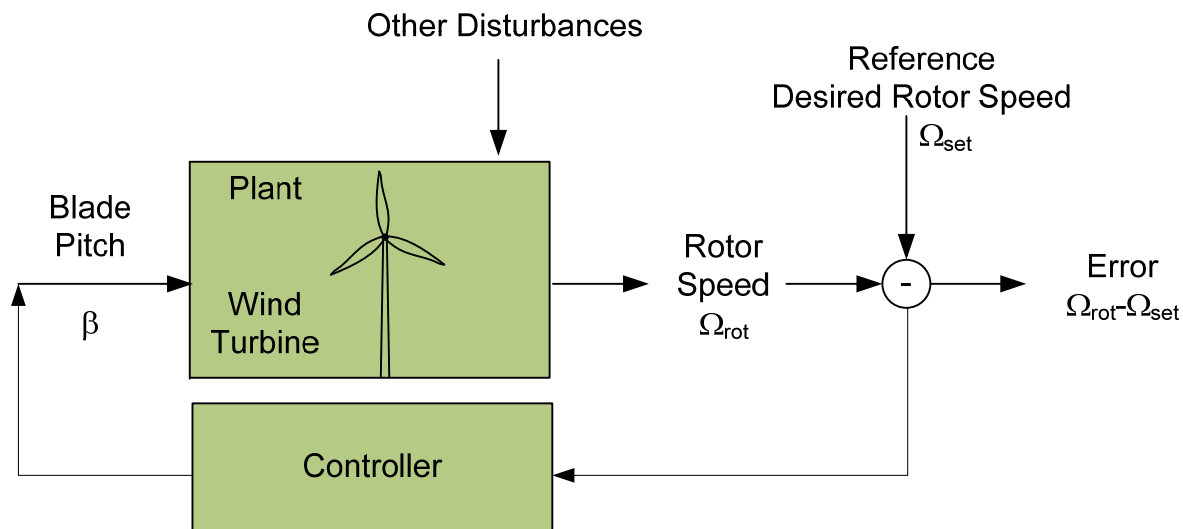 Other Disturbances
Reference
Desired Rotor Speed
Ωset
Plant
Blade
Pitch
β
Wind
Turbine
Rotor
Speed
Ωrot
-
Error
Ωrot-Ωset
Controller